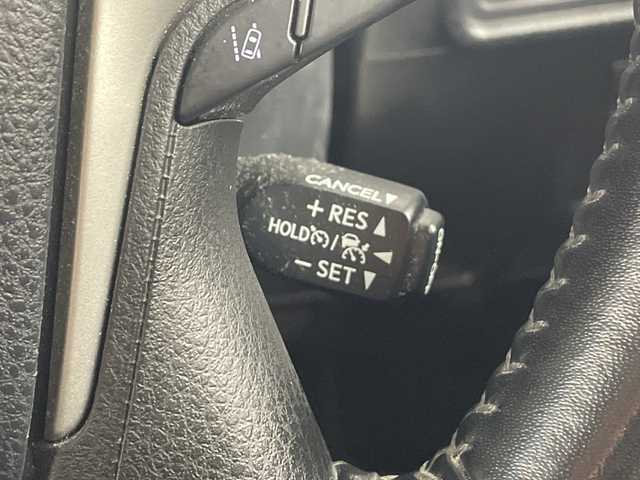 CANCEL▼
+ RES ▲
HOLD / ◀
− SET ▼